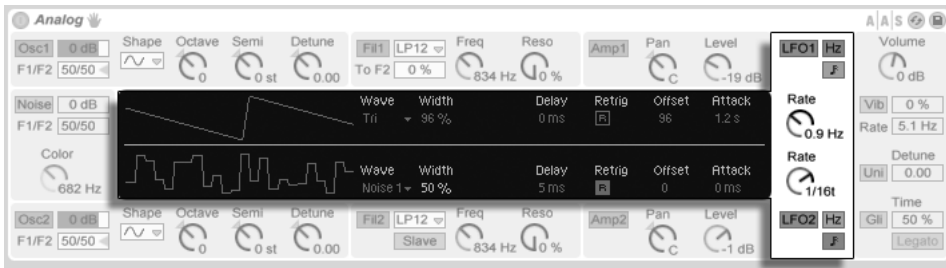 Analog A A S
Osc1 0 dB Shape Octave Semi Detune Fil1 LP12 Freq Reso Amp1 Pan Level LFO1 Hz Volume
F1/F2 50/50 0 0 st 0.00 To F2 0 % 834 Hz 0 % C -19 dB 0 dB
Noise 0 dB Wave Width Delay Retrig Offset Attack Rate Vib 0 %
F1/F2 50/50 Tri 96 % 0 ms R 96 1.2 s 0.9 Hz Rate 5.1 Hz
Color Wave Width Delay Retrig Offset Attack Rate Detune
682 Hz Noise 1 50 % 5 ms R 0 0 ms 1/16t Uni 0.00
Osc2 0 dB Shape Octave Semi Detune Fil2 LP12 Freq Reso Amp2 Pan Level LFO2 Hz Time
Gli 50 %
F1/F2 50/50 0 0 st 0.00 Slave 834 Hz 0 % C -1 dB Legato